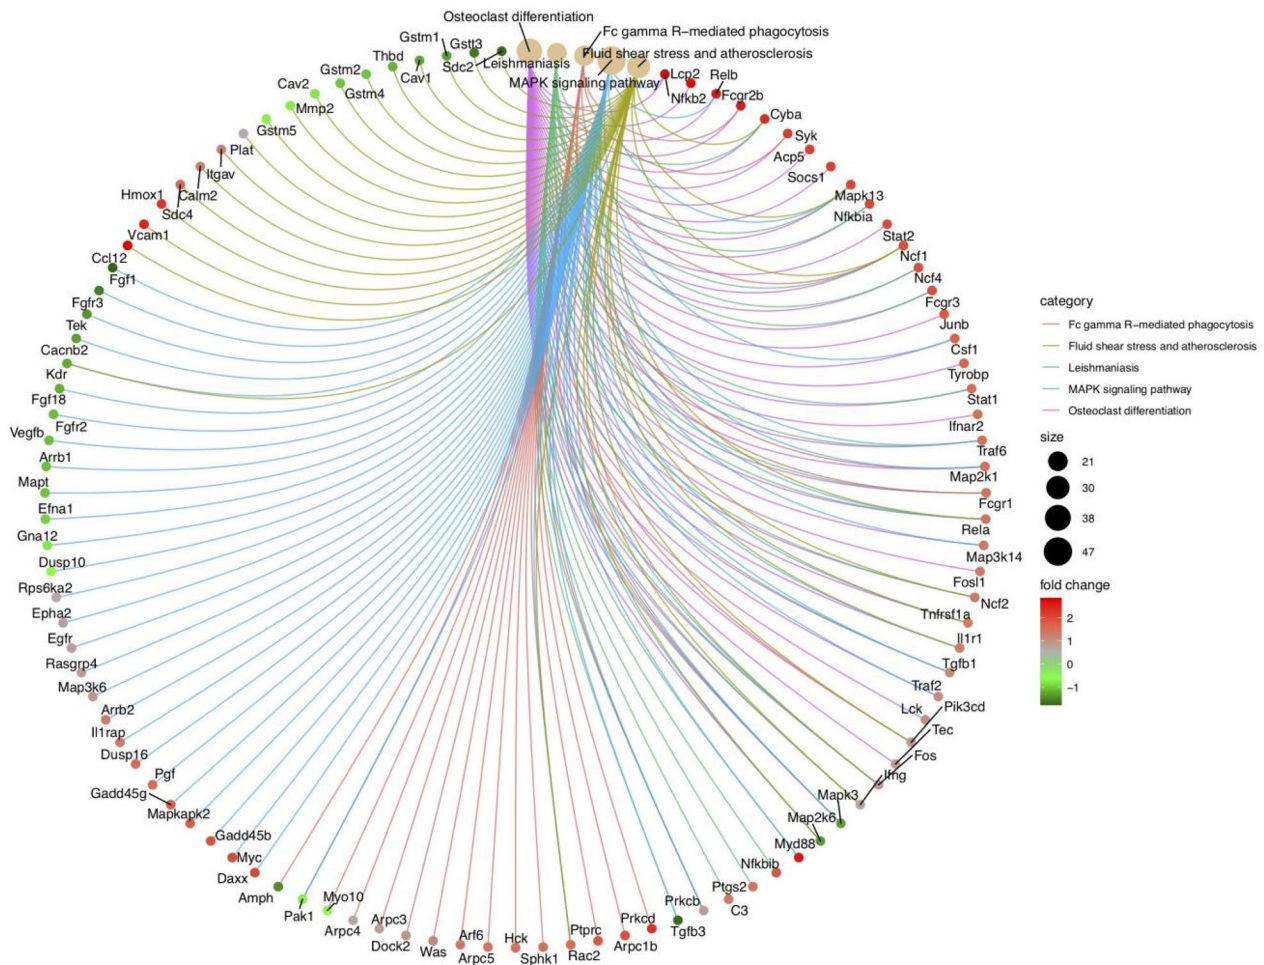 Osteoclast differentiation
Leishmaniasis
Fc gamma R−mediated phagocytosis
Fluid shear stress and atherosclerosis
MAPK signaling pathway
Lcp2
Nfkb2
Relb
Fcgr2b
Cyba
Syk
Acp5
Socs1
Mapk13
Nfkbia
Stat2
Ncf1
Ncf4
Fcgr3
Junb
Csf1
Tyrobp
Stat1
Ifnar2
Traf6
Map2k1
Fcgr1
Rela
Map3k14
Fosl1
Ncf2
Tnfrsf1a
Il1r1
Tgfb1
Traf2
Lck
Pik3cd
Tec
Fos
Ifng
Mapk3
Map2k6
Myd88
Nfkbib
Ptgs2
C3
Prkcb
Tgfb3
Prkcd
Arpc1b
Ptprc
Rac2
Sphk1
Hck
Arpc5
Arf6
Was
Dock2
Arpc3
Arpc4
Myo10
Pak1
Amph
Daxx
Myc
Gadd45b
Mapkapk2
Gadd45g
Pgf
Dusp16
Il1rap
Arrb2
Map3k6
Rasgrp4
Egfr
Epha2
Rps6ka2
Dusp10
Gna12
Efna1
Mapt
Arrb1
Vegfb
Fgfr2
Fgf18
Kdr
Cacnb2
Tek
Fgfr3
Fgf1
Ccl12
Vcam1
Hmox1
Sdc4
Calm2
Itgav
Plat
Gstm5
Mmp2
Cav2
Gstm4
Gstm2
Thbd
Cav1
Gstm1
Gstt3
Sdc2
category
Fc gamma R−mediated phagocytosis
Fluid shear stress and atherosclerosis
Leishmaniasis
MAPK signaling pathway
Osteoclast differentiation
size
21
30
38
47
fold change
2
1
0
−1